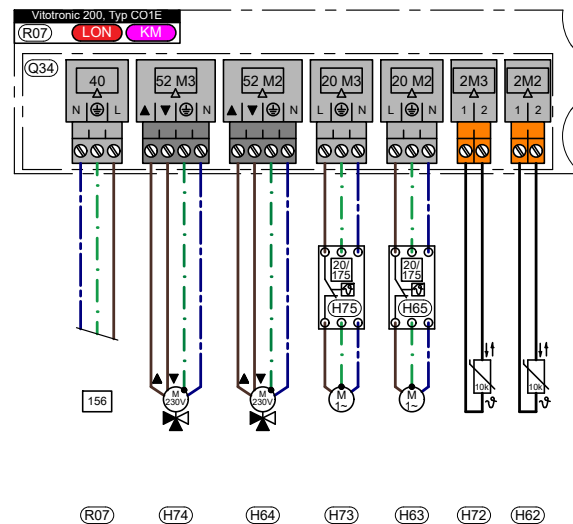 Vitotronic 200, Typ CO1E
R07 LON KM
Q34
40 52 M3 52 M2 20 M3 20 M2 2M3 2M2
N L ▲ ▼ N ▲ ▼ N L N L N 1 2 1 2
20/ 20/
175 175
H75 H65
M M M M 10k 10k
230V 230V 1~ 1~ ϑ ϑ
156
R07 H74 H64 H73 H63 H72 H62